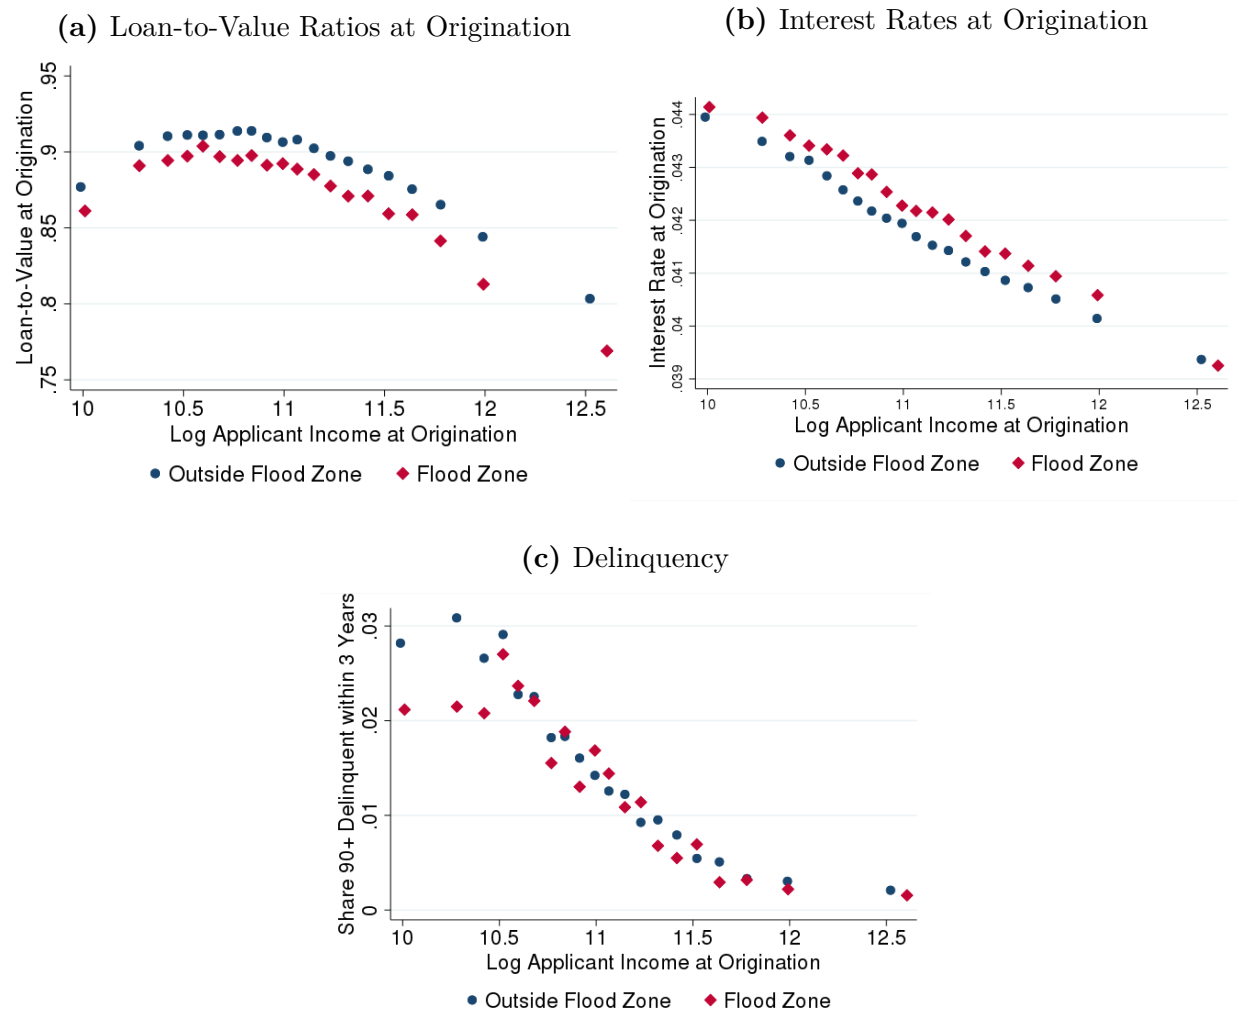 (a) Loan-to-Value Ratios at Origination
Loan-to-Value at Origination
.95
.9
.85
.8
.75
10 10.5 11 11.5 12 12.5
Log Applicant Income at Origination
Outside Flood Zone Flood Zone
(b) Interest Rates at Origination
Interest Rate at Origination
.044
.043
.042
.041
.04
.039
10 10.5 11 11.5 12 12.5
Log Applicant Income at Origination
Outside Flood Zone Flood Zone
(c) Delinquency
Share 90+ Delinquent within 3 Years
.03
.02
.01
0
10 10.5 11 11.5 12 12.5
Log Applicant Income at Origination
Outside Flood Zone Flood Zone